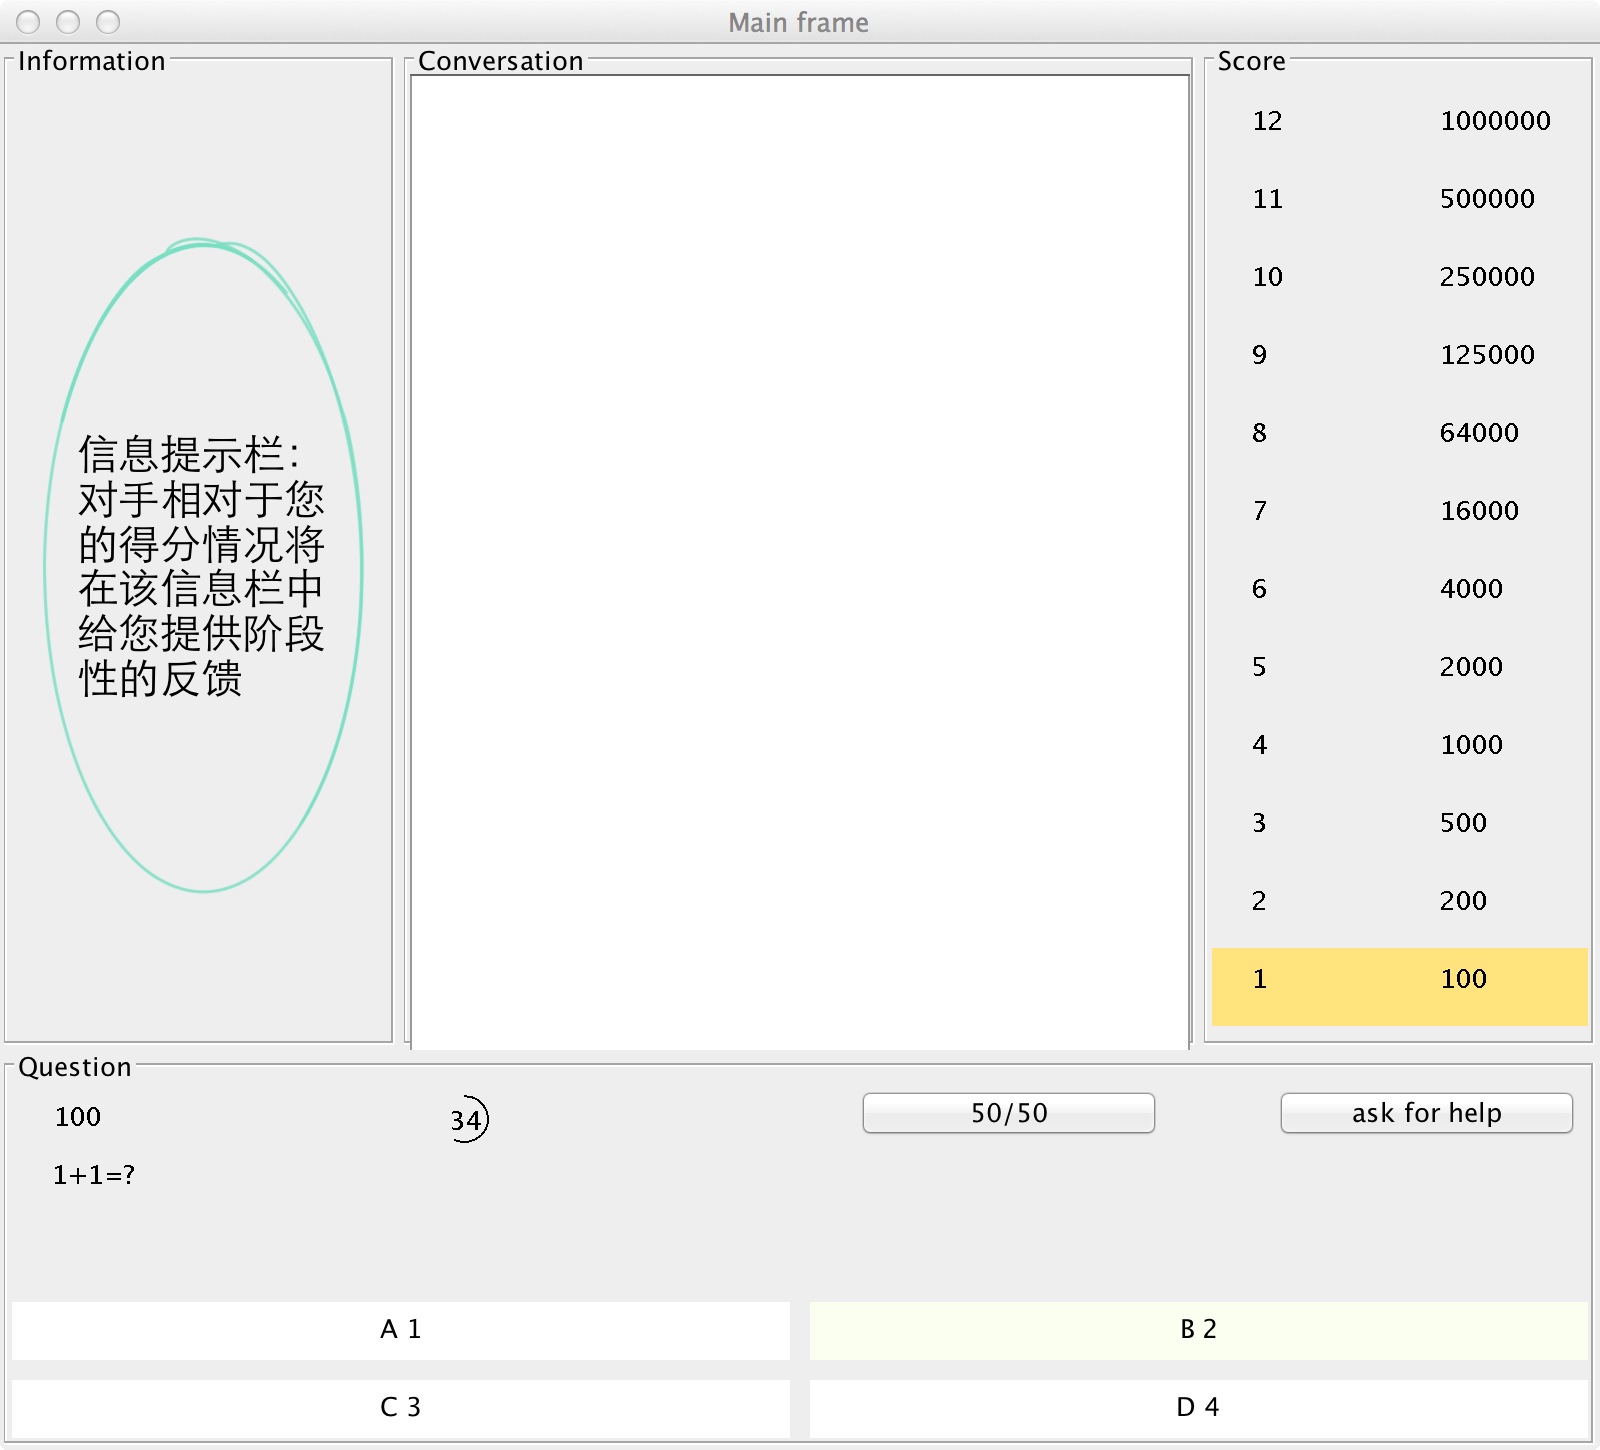 Main frame
Information
信息提示栏：
对手相对于您
的得分情况将
在该信息栏中
给您提供阶段
性的反馈
Conversation
Score
12 1000000
11 500000
10 250000
9 125000
8 64000
7 16000
6 4000
5 2000
4 1000
3 500
2 200
1 100
Question
100 34 50/50 ask for help
1+1=?
A 1 B 2
C 3 D 4